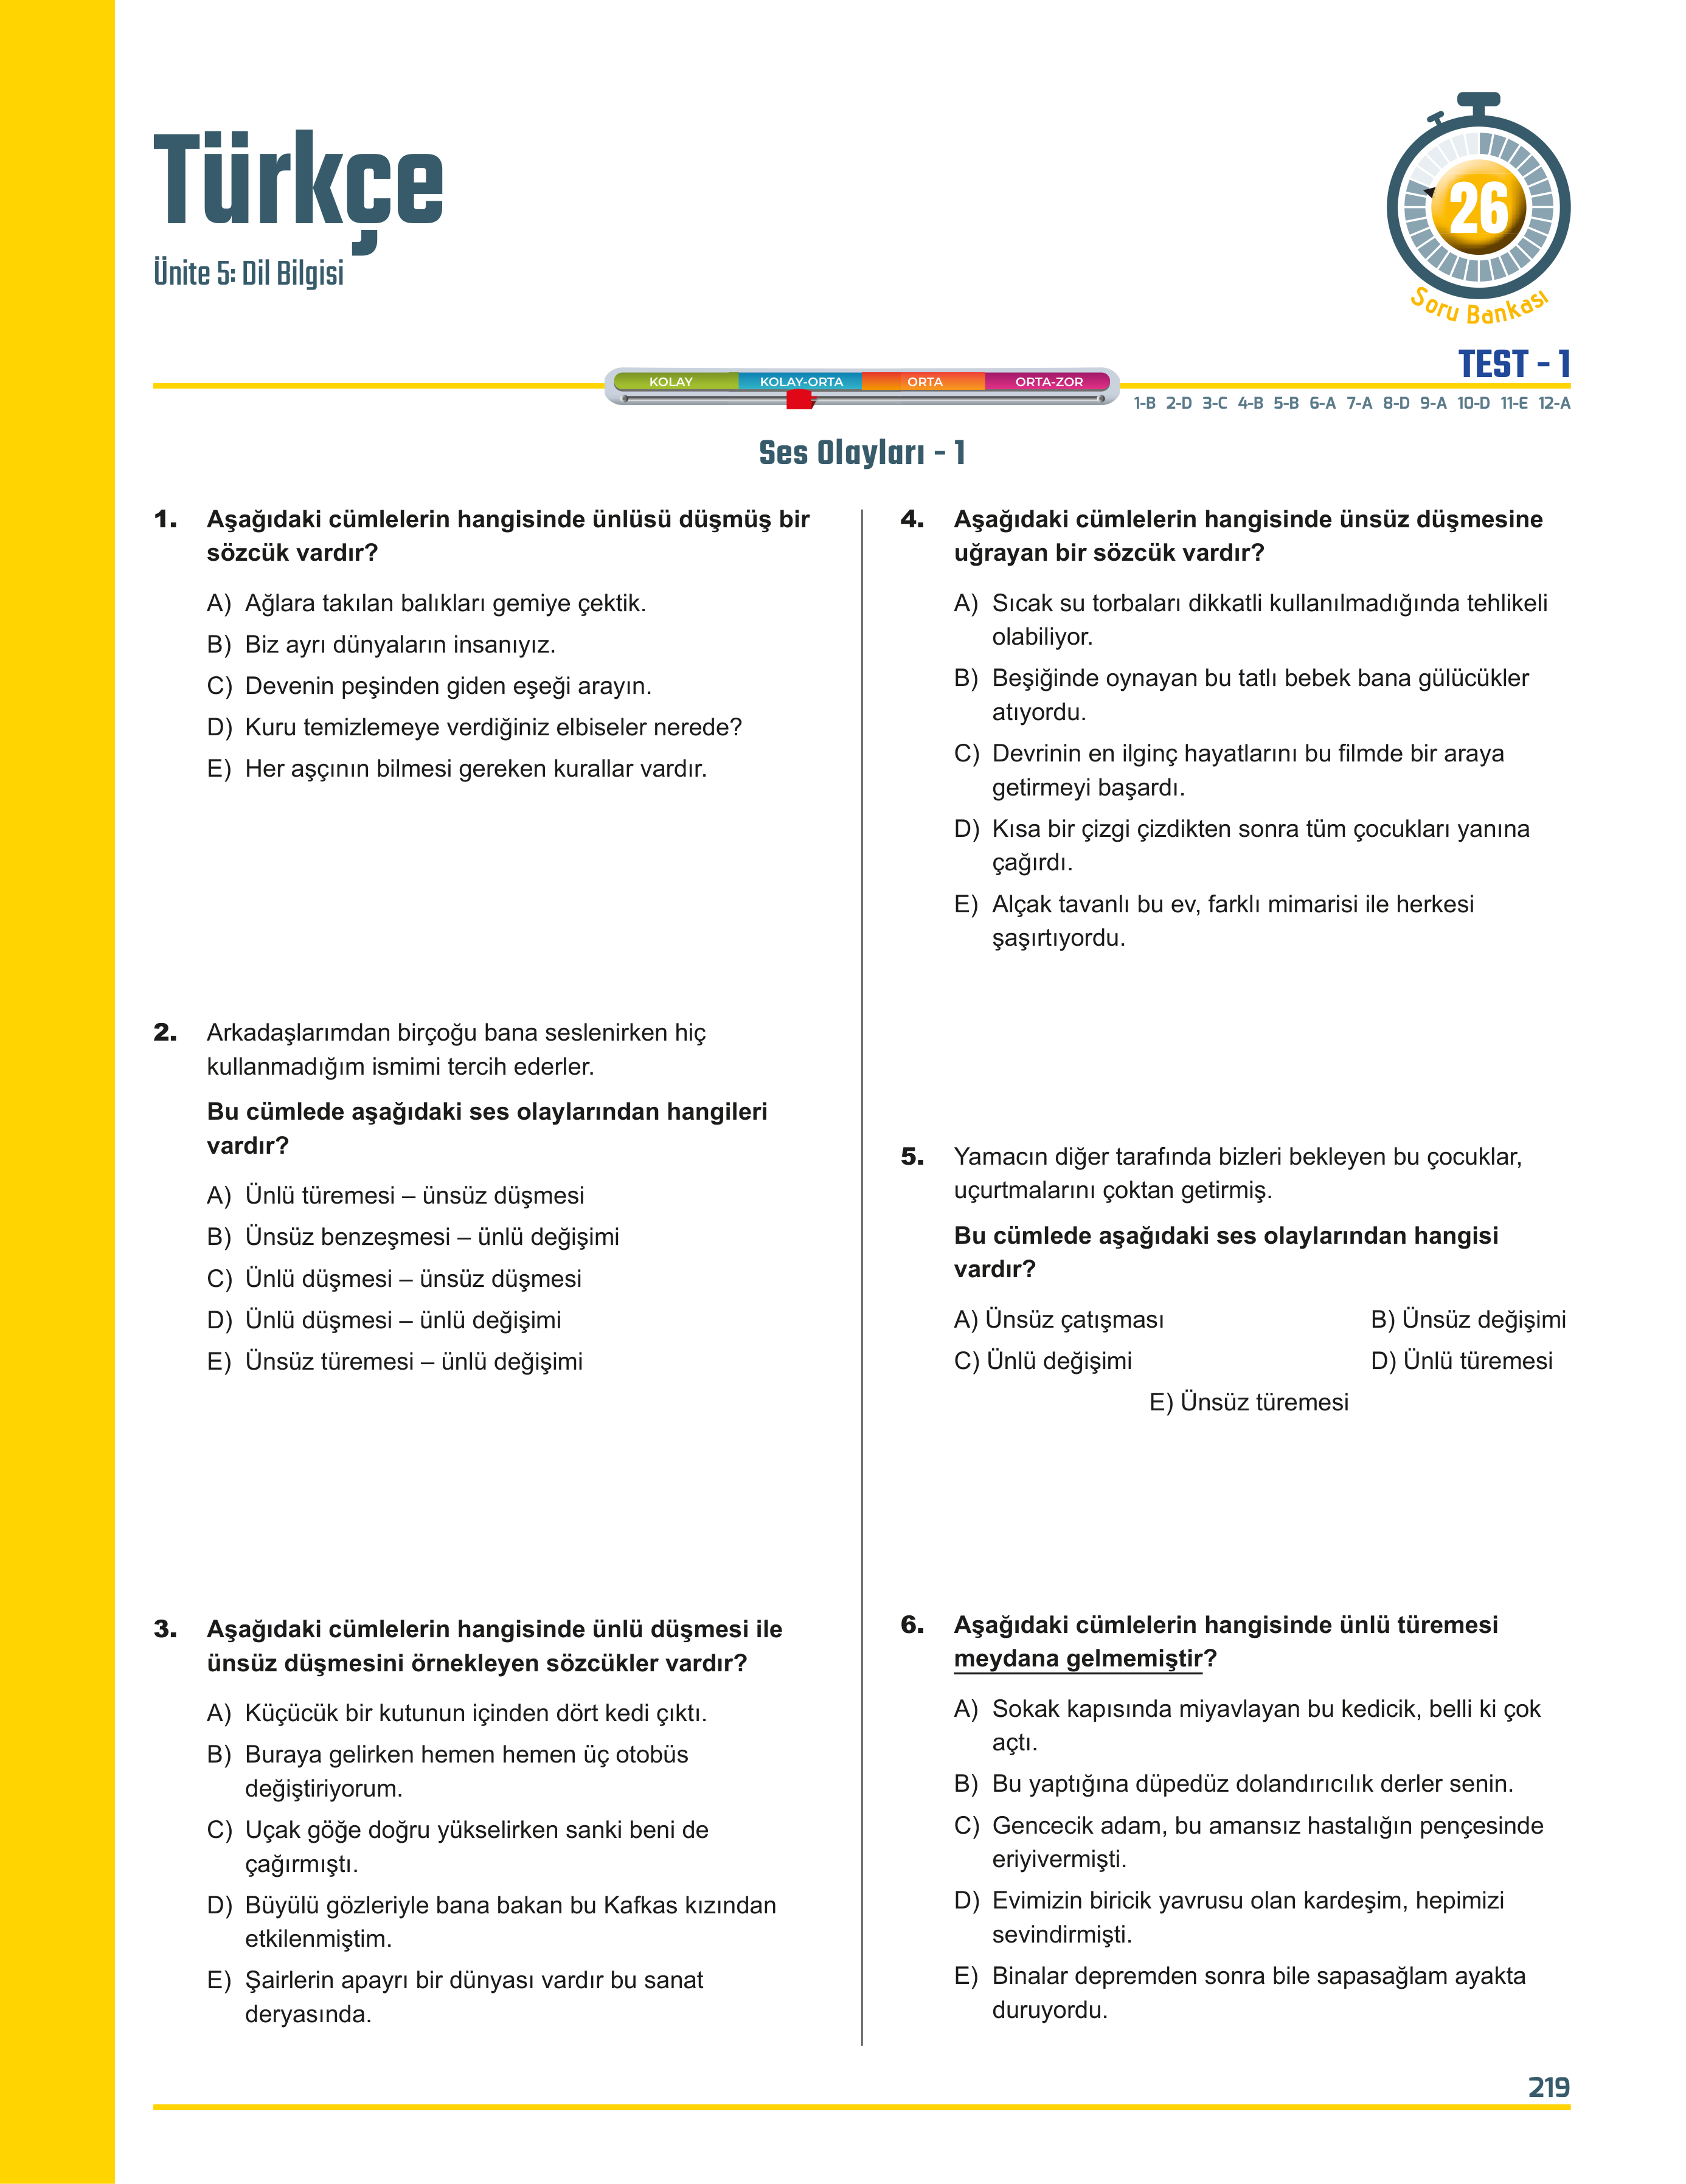 Türkçe
Ünite 5: Dil Bilgisi
26
Soru Bankası
TEST - 1
KOLAY KOLAY-ORTA ORTA ORTA-ZOR
1-B 2-D 3-C 4-B 5-B 6-A 7-A 8-D 9-A 10-D 11-E 12-A
Ses Olayları - 1
1. Aşağıdaki cümlelerin hangisinde ünlüsü düşmüş bir
sözcük vardır?
A) Ağlara takılan balıkları gemiye çektik.
B) Biz ayrı dünyaların insanıyız.
C) Devenin peşinden giden eşeği arayın.
D) Kuru temizlemeye verdiğiniz elbiseler nerede?
E) Her aşçının bilmesi gereken kurallar vardır.
2. Arkadaşlarımdan birçoğu bana seslenirken hiç
kullanmadığım ismimi tercih ederler.
Bu cümlede aşağıdaki ses olaylarından hangileri
vardır?
A) Ünlü türemesi – ünsüz düşmesi
B) Ünsüz benzeşmesi – ünlü değişimi
C) Ünlü düşmesi – ünsüz düşmesi
D) Ünlü düşmesi – ünlü değişimi
E) Ünsüz türemesi – ünlü değişimi
3. Aşağıdaki cümlelerin hangisinde ünlü düşmesi ile
ünsüz düşmesini örnekleyen sözcükler vardır?
A) Küçücük bir kutunun içinden dört kedi çıktı.
B) Buraya gelirken hemen hemen üç otobüs
değiştiriyorum.
C) Uçak göğe doğru yükselirken sanki beni de
çağırmıştı.
D) Büyülü gözleriyle bana bakan bu Kafkas kızından
etkilenmiştim.
E) Şairlerin apayrı bir dünyası vardır bu sanat
deryasında.
4. Aşağıdaki cümlelerin hangisinde ünsüz düşmesine
uğrayan bir sözcük vardır?
A) Sıcak su torbaları dikkatli kullanılmadığında tehlikeli
olabiliyor.
B) Beşiğinde oynayan bu tatlı bebek bana gülücükler
atıyordu.
C) Devrinin en ilginç hayatlarını bu filmde bir araya
getirmeyi başardı.
D) Kısa bir çizgi çizdikten sonra tüm çocukları yanına
çağırdı.
E) Alçak tavanlı bu ev, farklı mimarisi ile herkesi
şaşırtıyordu.
5. Yamacın diğer tarafında bizleri bekleyen bu çocuklar,
uçurtmalarını çoktan getirmiş.
Bu cümlede aşağıdaki ses olaylarından hangisi
vardır?
A) Ünsüz çatışması B) Ünsüz değişimi
C) Ünlü değişimi D) Ünlü türemesi
E) Ünsüz türemesi
6. Aşağıdaki cümlelerin hangisinde ünlü türemesi
meydana gelmemiştir?
A) Sokak kapısında miyavlayan bu kedicik, belli ki çok
açtı.
B) Bu yaptığına düpedüz dolandırıcılık derler senin.
C) Gencecik adam, bu amansız hastalığın pençesinde
eriyivermişti.
D) Evimizin biricik yavrusu olan kardeşim, hepimizi
sevindirmişti.
E) Binalar depremden sonra bile sapasağlam ayakta
duruyordu.
219